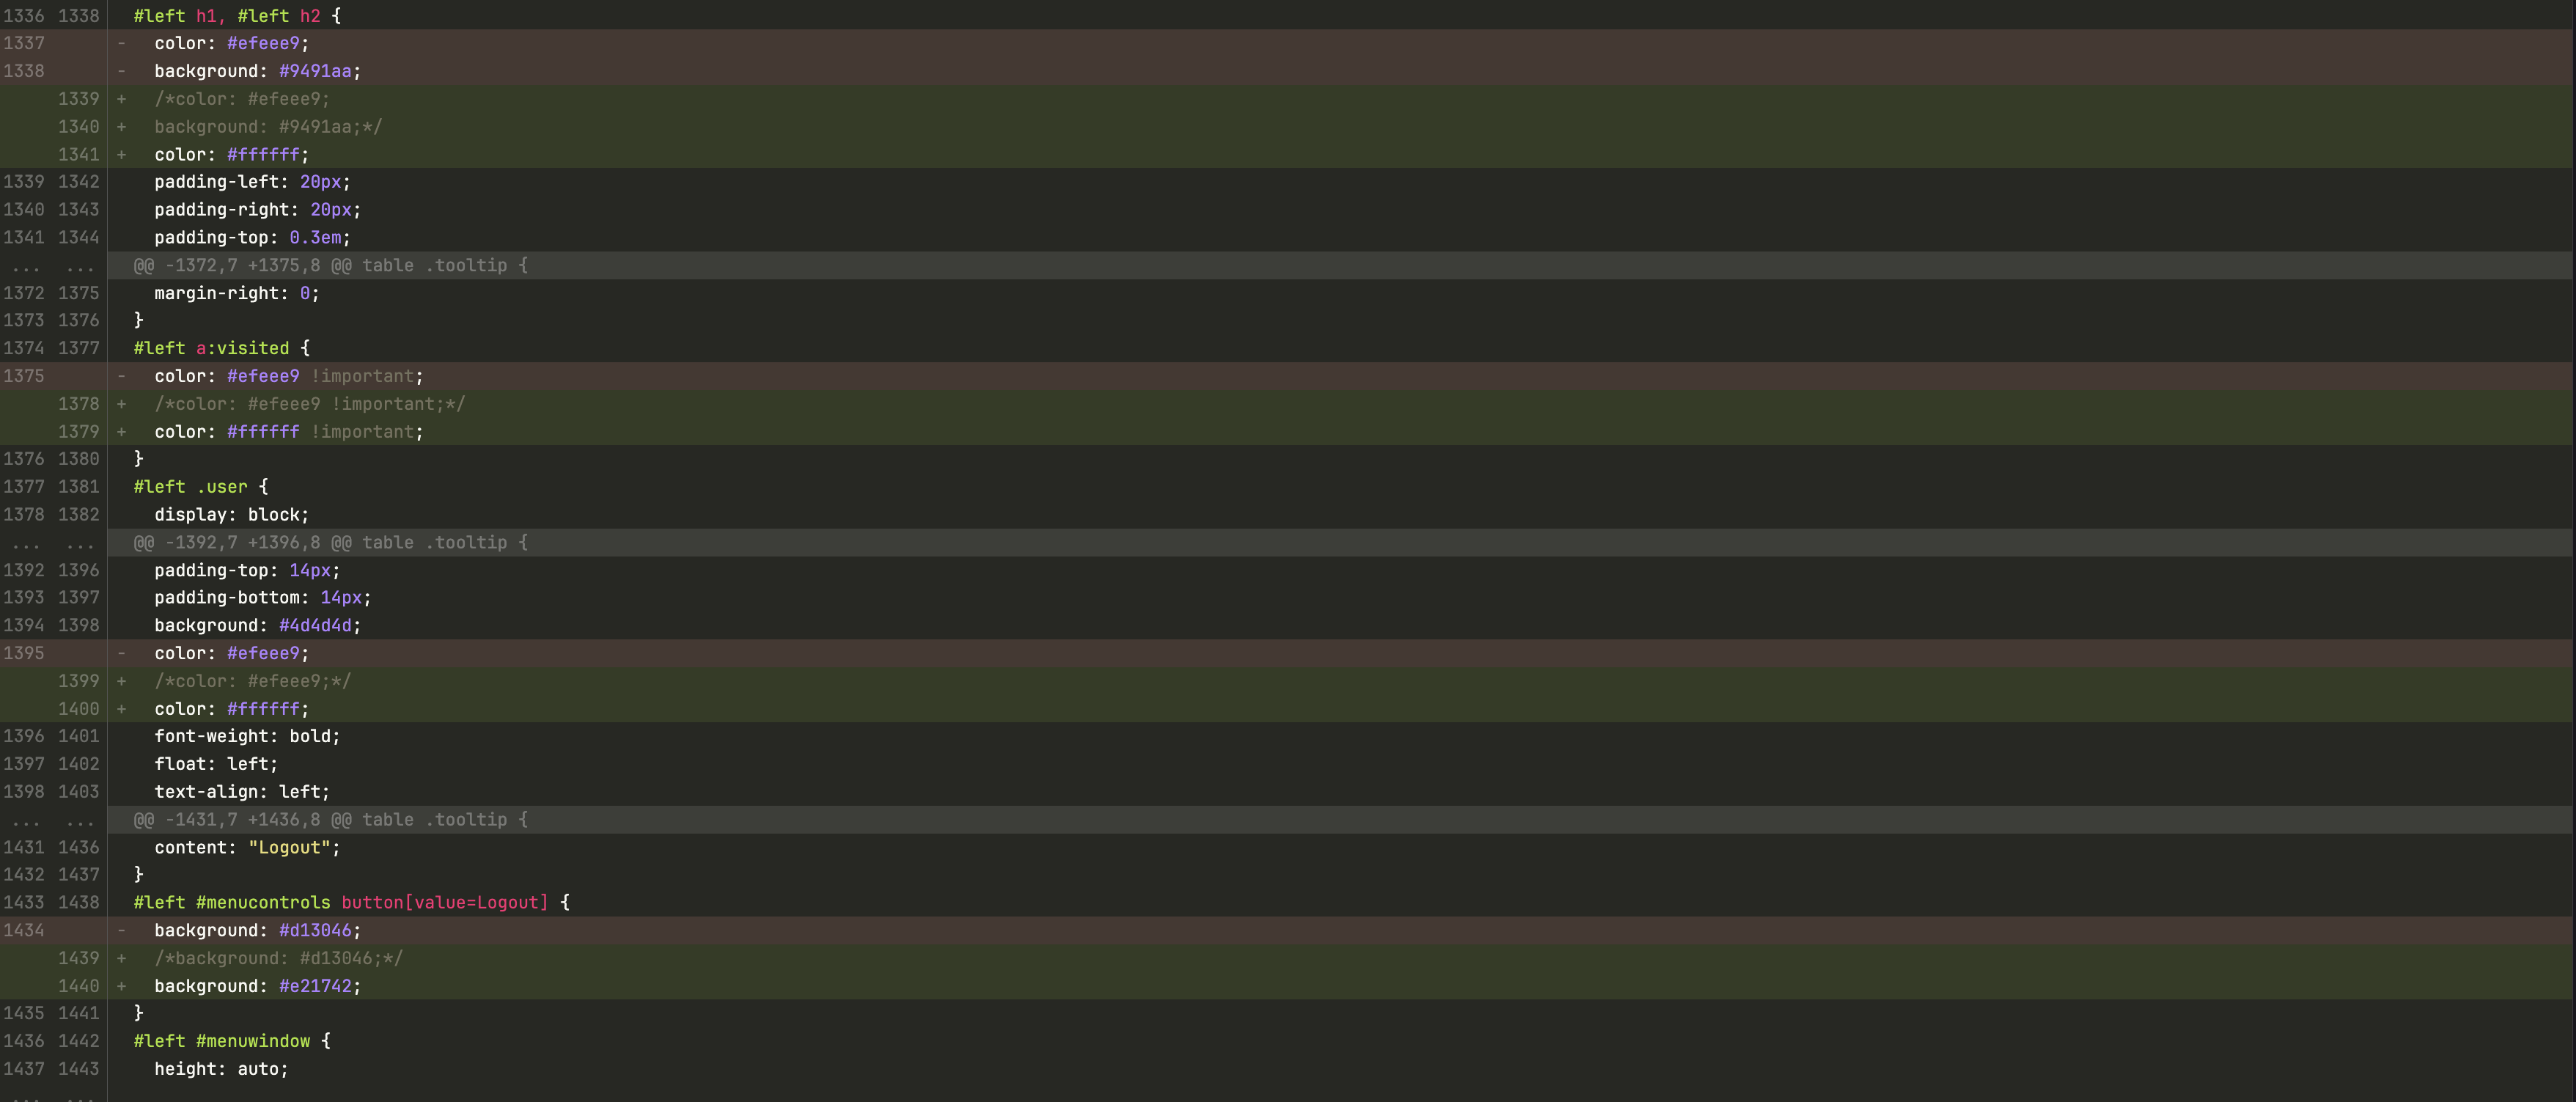 1336 1338 #left h1, #left h2 {
1337 - color: #efeee9;
1338 - background: #9491aa;
1339 + /*color: #efeee9;
1340 + background: #9491aa;*/
1341 + color: #ffffff;
1339 1342 padding-left: 20px;
1340 1343 padding-right: 20px;
1341 1344 padding-top: 0.3em;
... ... @@ -1372,7 +1375,8 @@ table .tooltip {
1372 1375 margin-right: 0;
1373 1376 }
1374 1377 #left a:visited {
1375 - color: #efeee9 !important;
1378 + /*color: #efeee9 !important;*/
1379 + color: #ffffff !important;
1376 1380 }
1377 1381 #left .user {
1378 1382 display: block;
... ... @@ -1392,7 +1396,8 @@ table .tooltip {
1392 1396 padding-top: 14px;
1393 1397 padding-bottom: 14px;
1394 1398 background: #4d4d4d;
1395 - color: #efeee9;
1399 + /*color: #efeee9;*/
1400 + color: #ffffff;
1396 1401 font-weight: bold;
1397 1402 float: left;
1398 1403 text-align: left;
... ... @@ -1431,7 +1436,8 @@ table .tooltip {
1431 1436 content: "Logout";
1432 1437 }
1433 1438 #left #menucontrols button[value=Logout] {
1434 - background: #d13046;
1439 + /*background: #d13046;*/
1440 + background: #e21742;
1435 1441 }
1436 1442 #left #menuwindow {
1437 1443 height: auto;
... ...